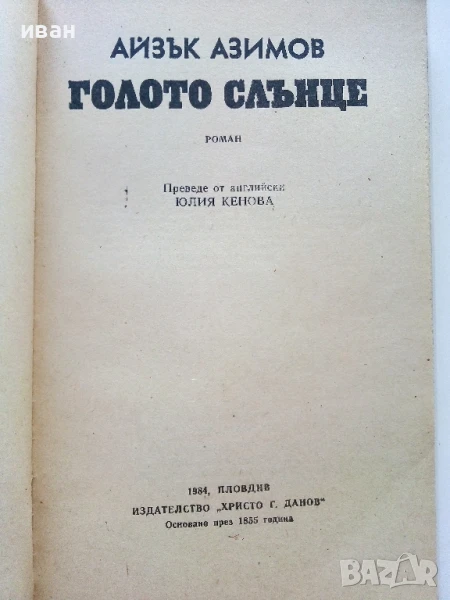 иван
АЙЗЪК АЗИМОВ
ГОЛОТО СЛЪНЦЕ
РОМАН
Преведе от английски
ЮЛИЯ КЕНОВА
1984, ПЛОВДИВ
ИЗДАТЕЛСТВО „ХРИСТО Г. ДАНОВ"
Основано през 1855 година
BAZAR